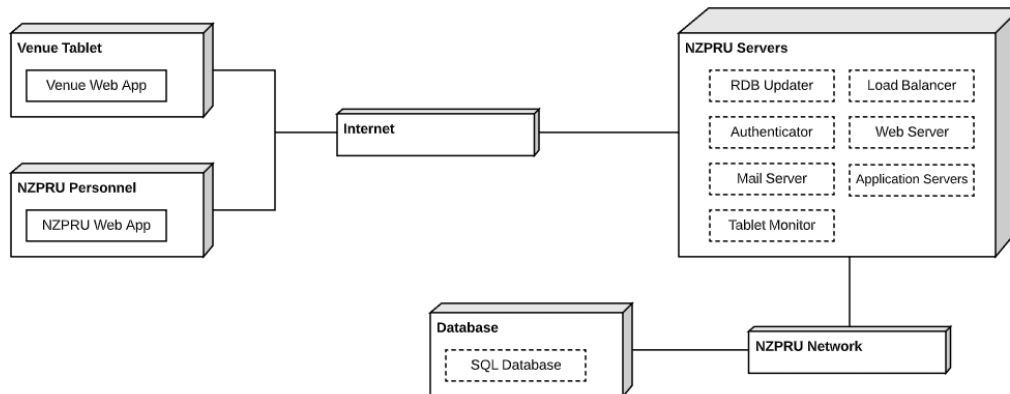 Venue Tablet
Venue Web App
NZPRU Personnel
NZPRU Web App
Internet
NZPRU Servers
RDB Updater
Load Balancer
Authenticator
Web Server
Mail Server
Application Servers
Tablet Monitor
Database
SQL Database
NZPRU Network